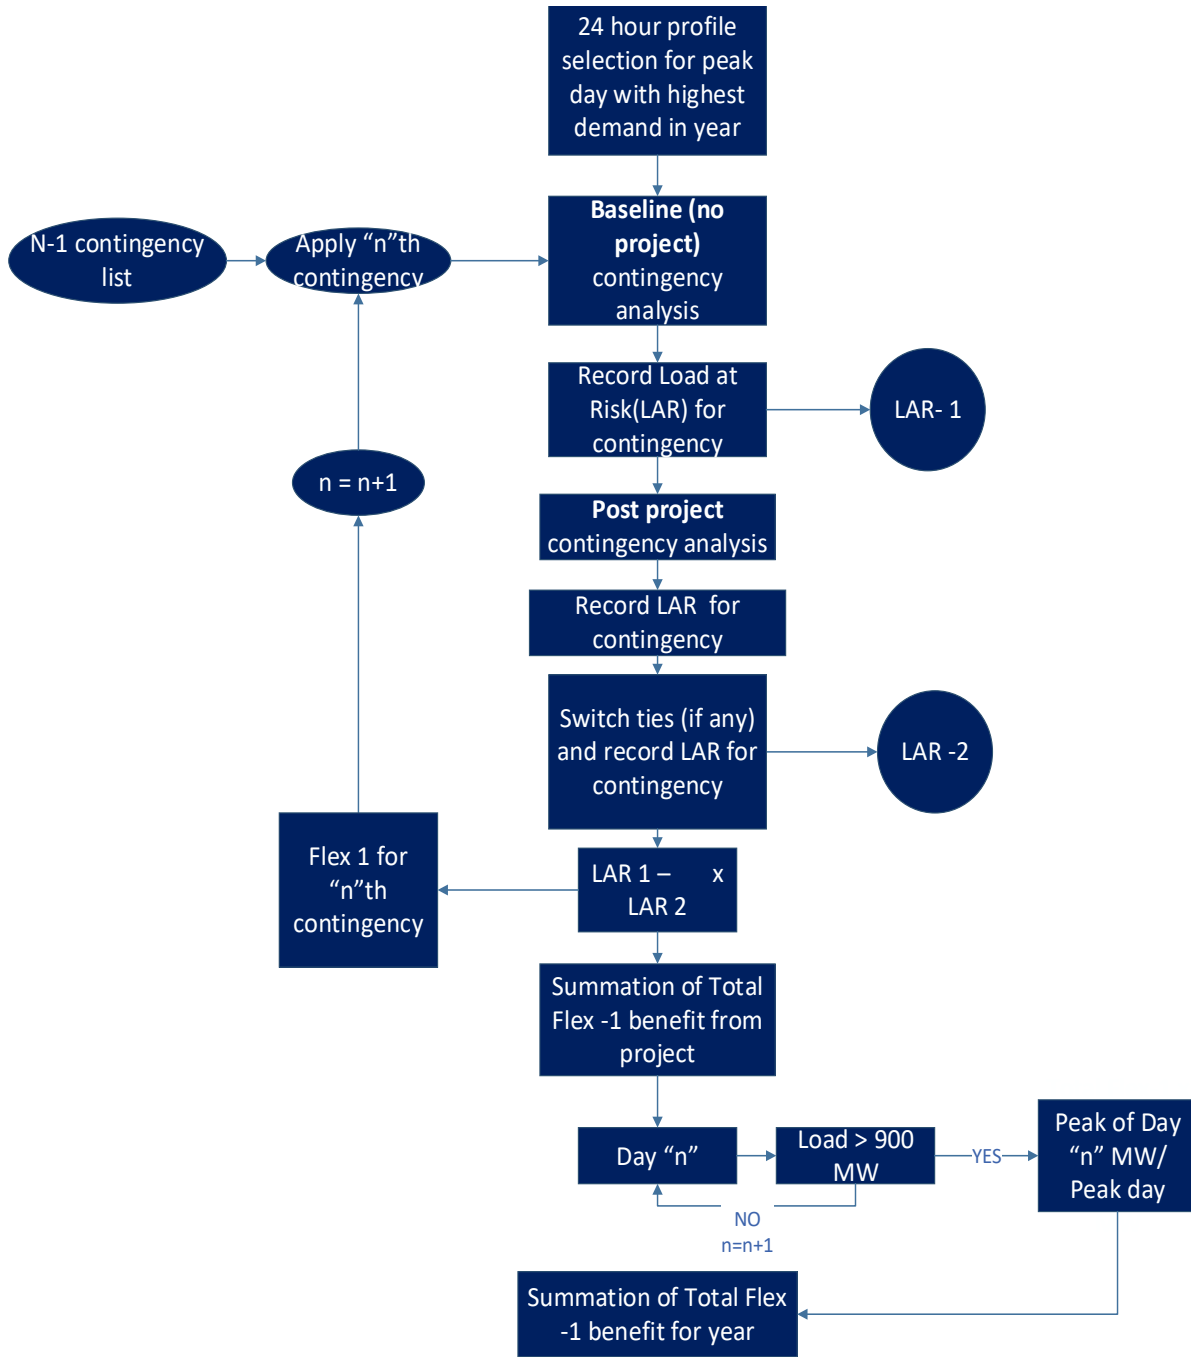 24 hour profile
selection for peak
day with highest
demand in year
N-1 contingency
list
Apply “n”th
contingency
Baseline (no
project)
contingency
analysis
Record Load at
Risk(LAR) for
contingency
LAR- 1
n = n+1
Post project
contingency analysis
Record LAR for
contingency
Switch ties (if any)
and record LAR for
contingency
LAR -2
Flex 1 for
“n”th
contingency
LAR 1 – x
LAR 2
Summation of Total
Flex -1 benefit from
project
Day “n”
Load > 900
MW
YES
Peak of Day
“n” MW/
Peak day
NO
n=n+1
Summation of Total Flex
-1 benefit for year